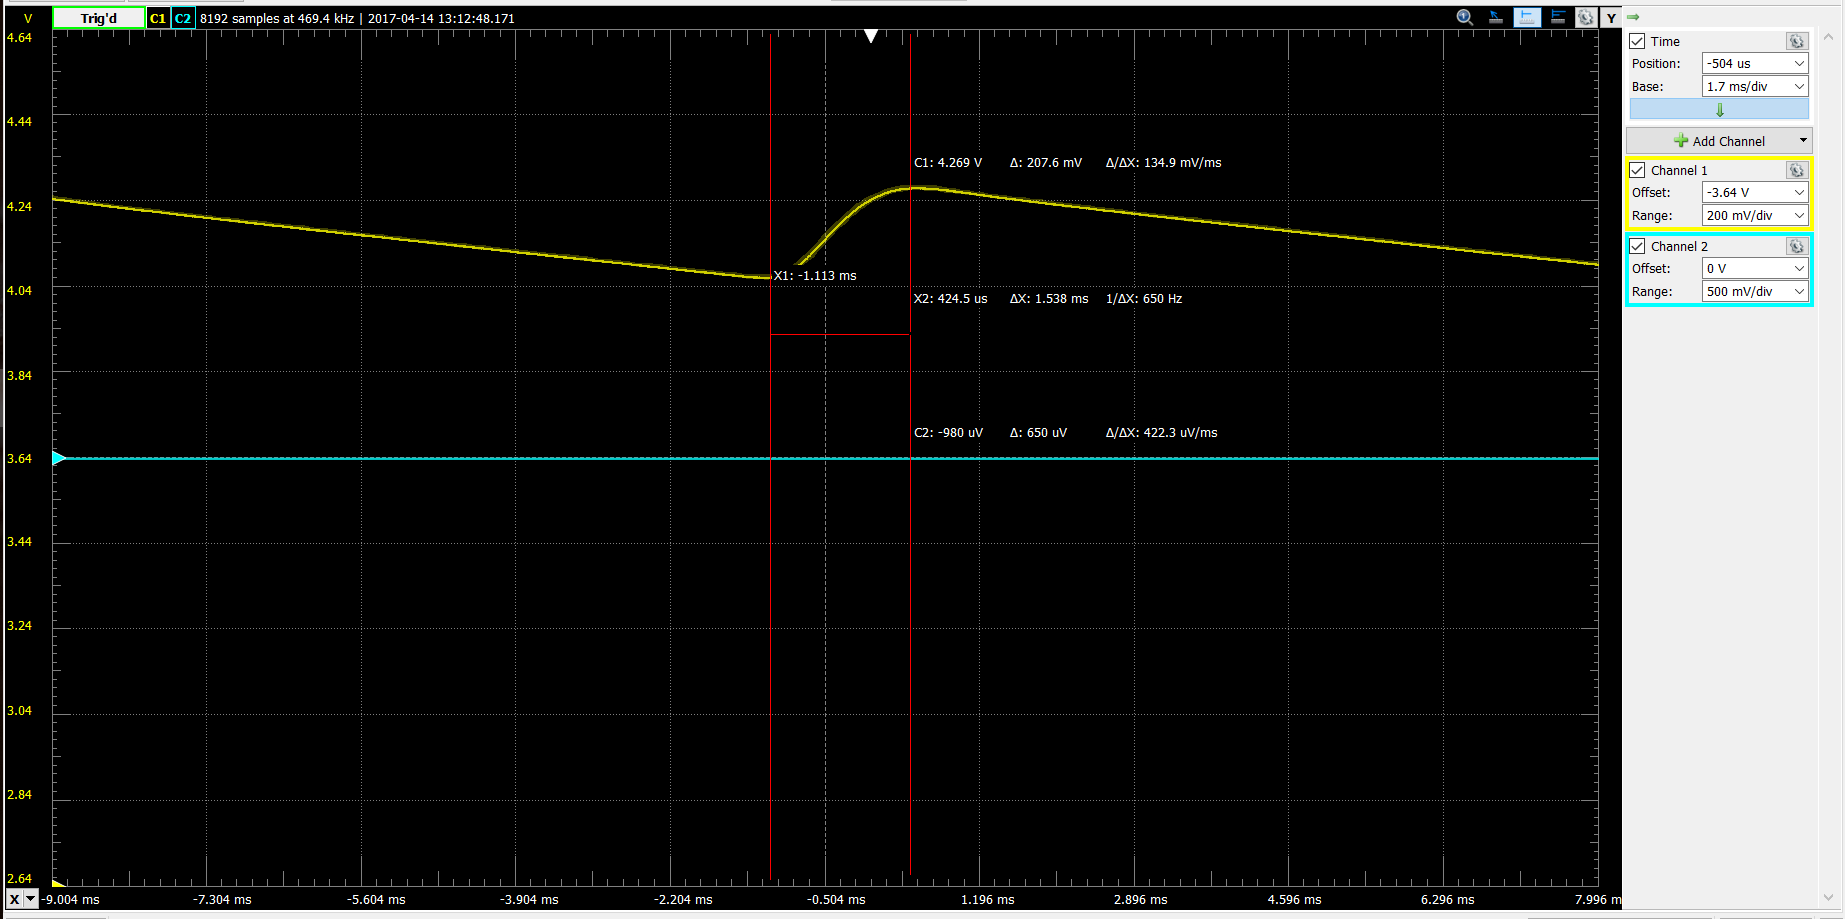 V Trig'd C1 C2 8192 samples at 469.4 kHz | 2017-04-14 13:12:48.171 Y
4.64
4.44
4.24
4.04
3.84
3.64
3.44
3.24
3.04
2.84
2.64
C1: 4.269 V Δ: 207.6 mV Δ/ΔX: 134.9 mV/ms
X1: -1.113 ms
X2: 424.5 us ΔX: 1.538 ms 1/ΔX: 650 Hz
C2: -980 uV Δ: 650 uV Δ/ΔX: 422.3 uV/ms
X -9.004 ms -7.304 ms -5.604 ms -3.904 ms -2.204 ms -0.504 ms 1.196 ms 2.896 ms 4.596 ms 6.296 ms 7.996 m
Time
Position: -504 us
Base: 1.7 ms/div
Add Channel
Channel 1
Offset: -3.64 V
Range: 200 mV/div
Channel 2
Offset: 0 V
Range: 500 mV/div